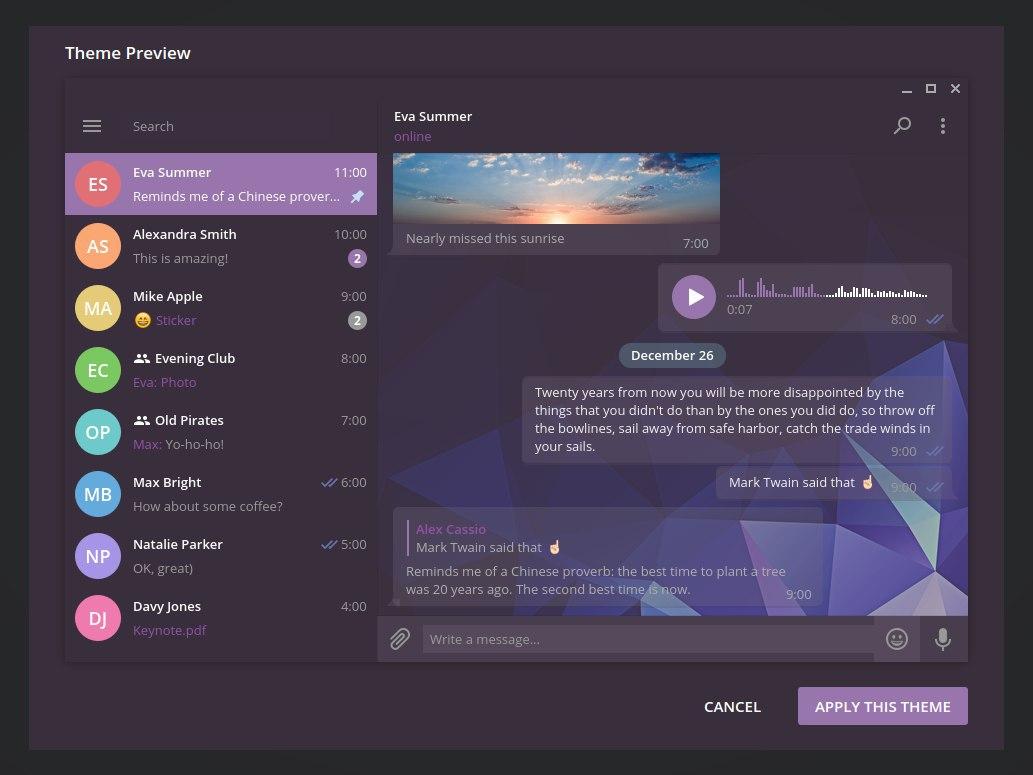 Theme Preview
Search
ES
Eva Summer
11:00
Reminds me of a Chinese prover...
AS
Alexandra Smith
10:00
This is amazing!
2
MA
Mike Apple
9:00
😄 Sticker
2
EC
Evening Club
8:00
Eva: Photo
OP
Old Pirates
7:00
Max: Yo-ho-ho!
MB
Max Bright
6:00
How about some coffee?
NP
Natalie Parker
5:00
OK, great)
DJ
Davy Jones
4:00
Keynote.pdf
Eva Summer
online
Nearly missed this sunrise
7:00
0:07
8:00
December 26
Twenty years from now you will be more disappointed by the
things that you didn't do than by the ones you did do, so throw off
the bowlines, sail away from safe harbor, catch the trade winds in
your sails.
9:00
Mark Twain said that ☝🏻
9:00
Alex Cassio
Mark Twain said that ☝🏻
Reminds me of a Chinese proverb: the best time to plant a tree
was 20 years ago. The second best time is now.
9:00
Write a message...
CANCEL
APPLY THIS THEME